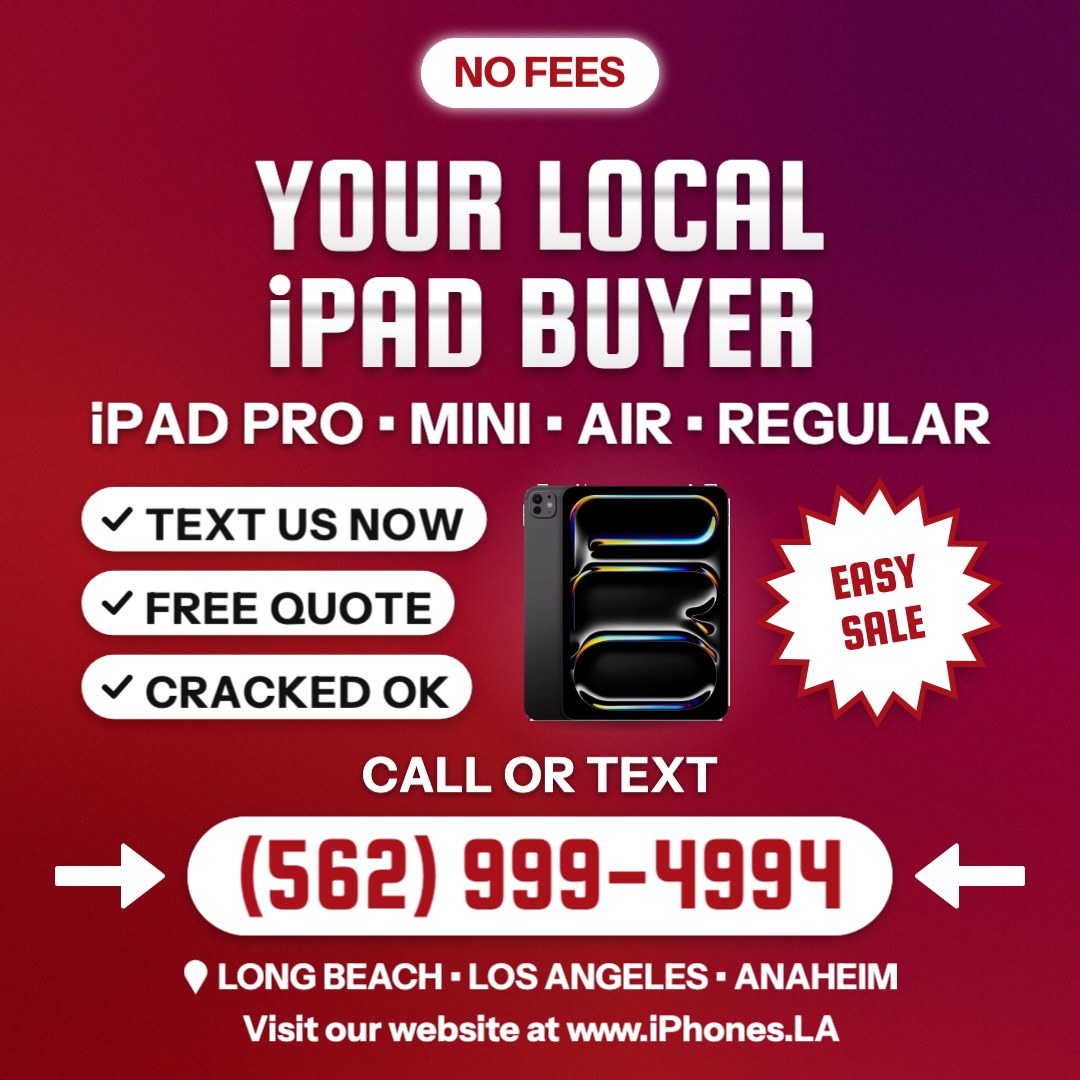 NO FEES
YOUR LOCAL
iPAD BUYER
iPAD PRO ▪ MINI ▪ AIR ▪ REGULAR
✓ TEXT US NOW
✓ FREE QUOTE
✓ CRACKED OK
EASY
SALE
CALL OR TEXT
(562) 999-4994
LONG BEACH ▪ LOS ANGELES ▪ ANAHEIM
Visit our website at www.iPhones.LA